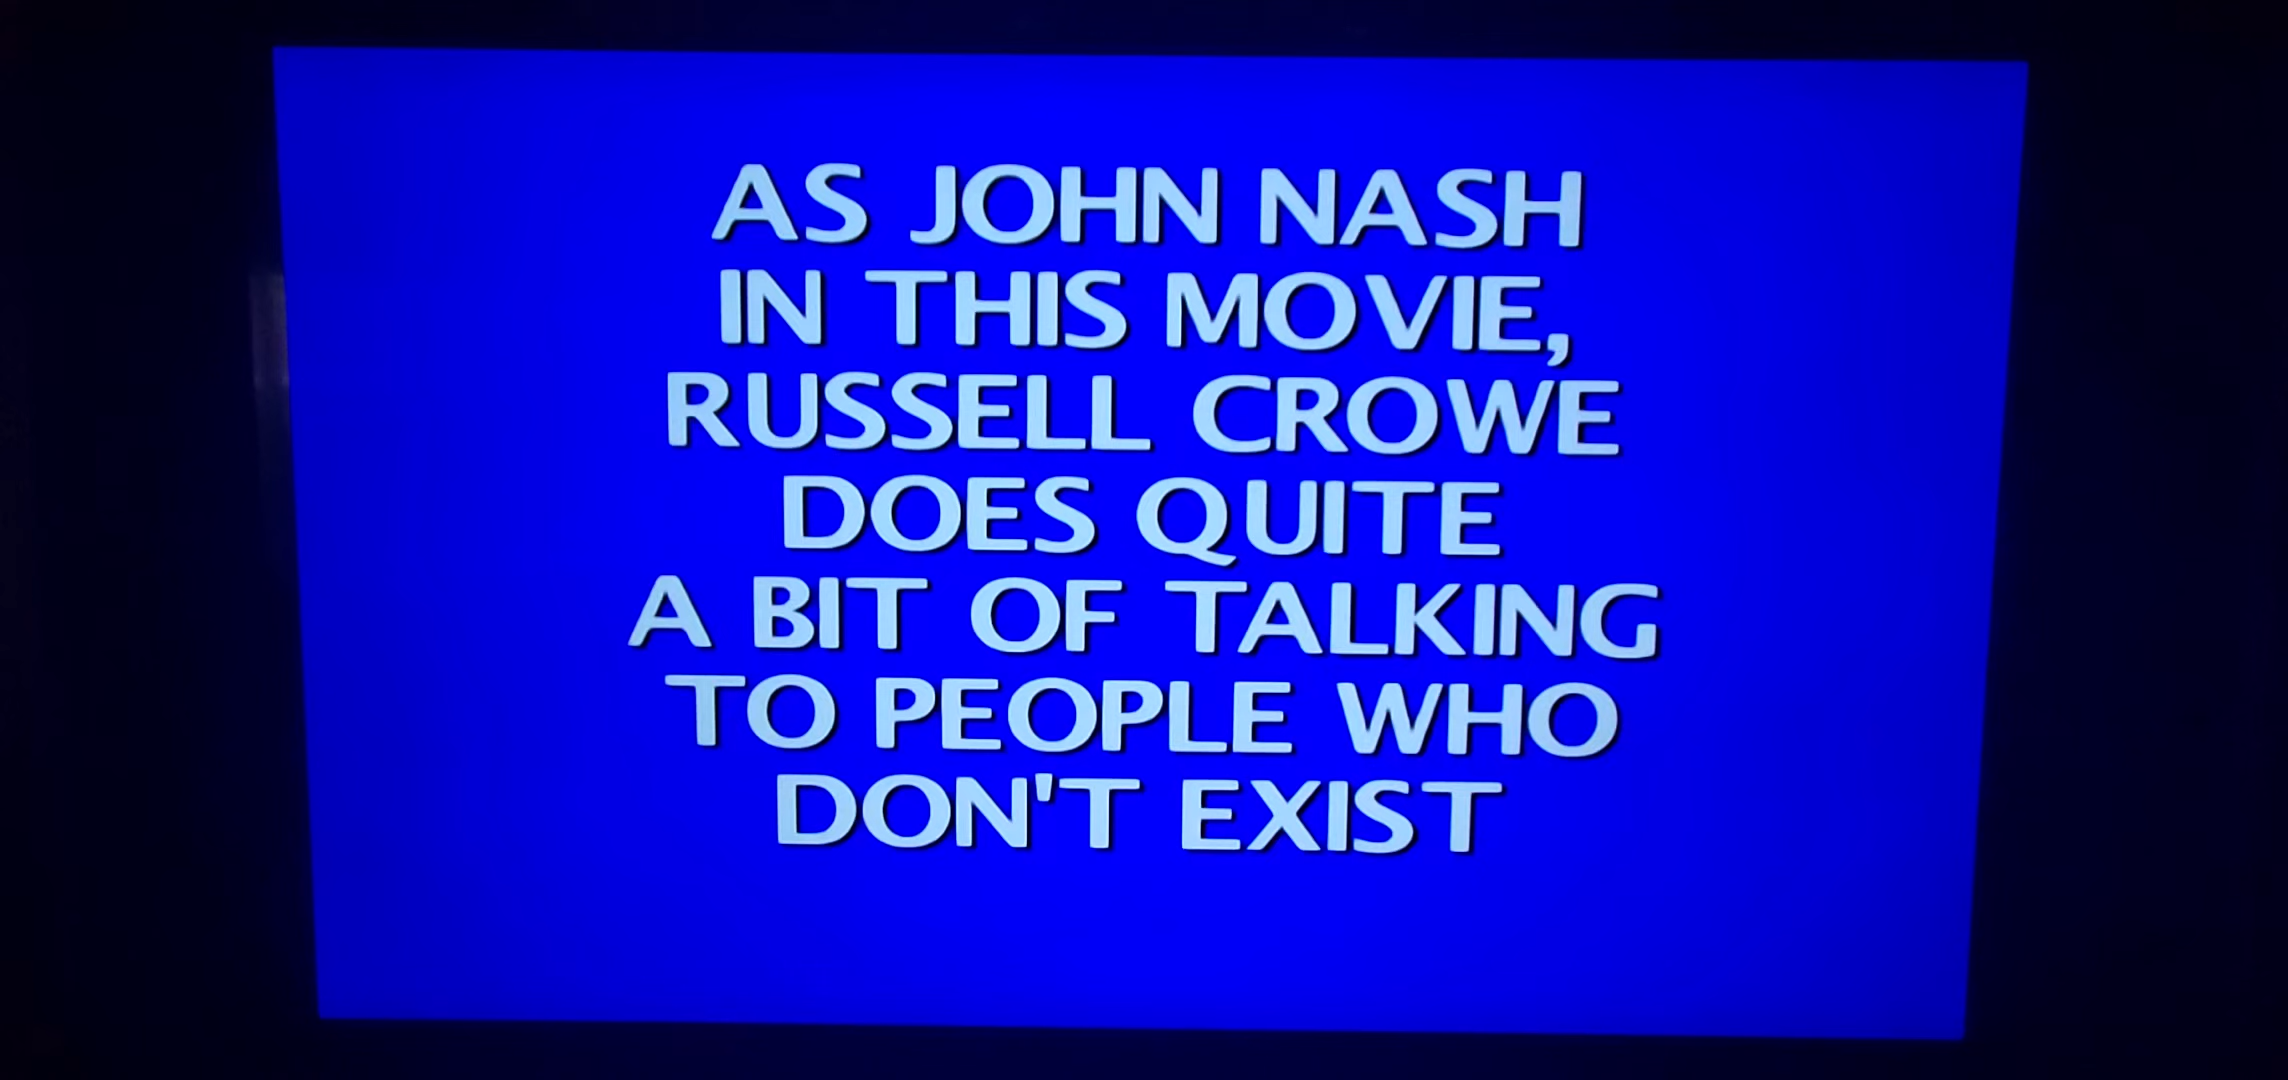 AS JOHN NASH
IN THIS MOVIE,
RUSSELL CROWE
DOES QUITE
A BIT OF TALKING
TO PEOPLE WHO
DON'T EXIST